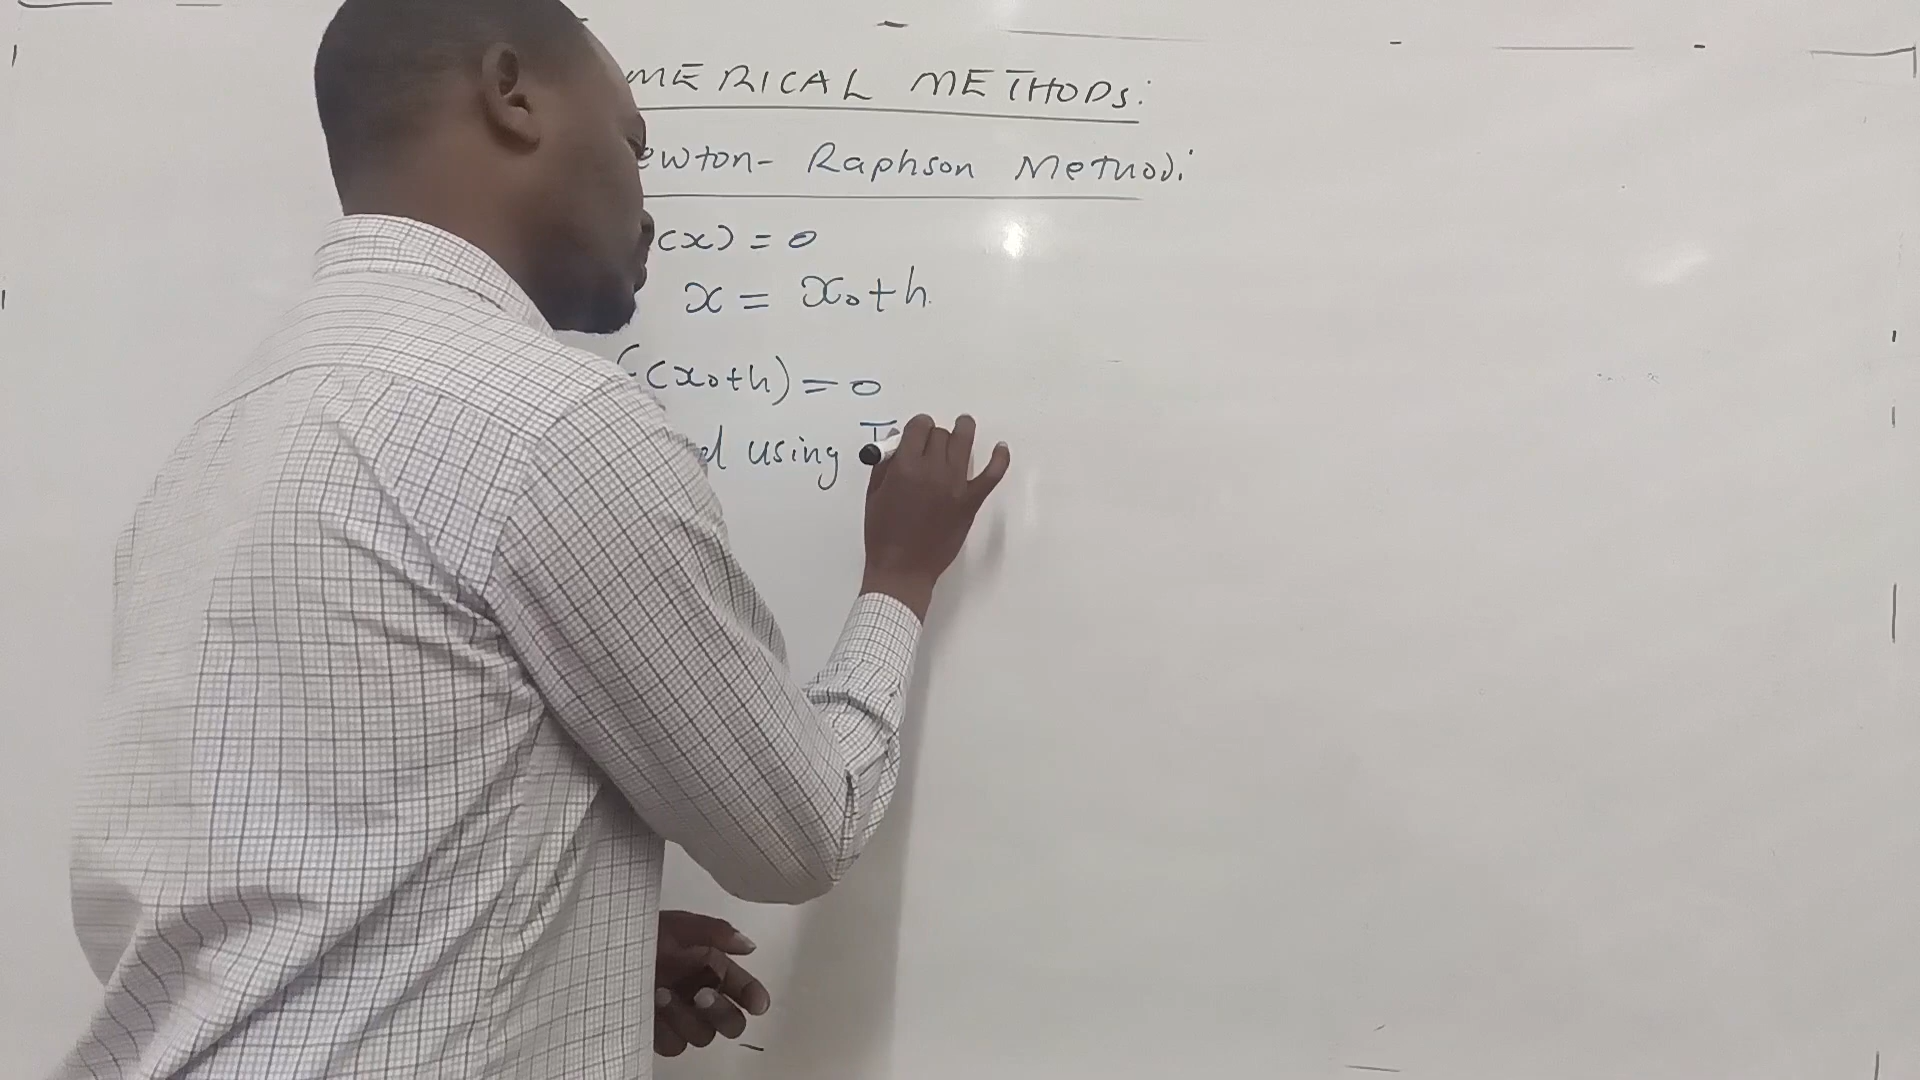 MERICAL METHODS:
ewton- Raphson Method:
(x) = 0
x = x₀+h
f(x₀+h) = 0
using T